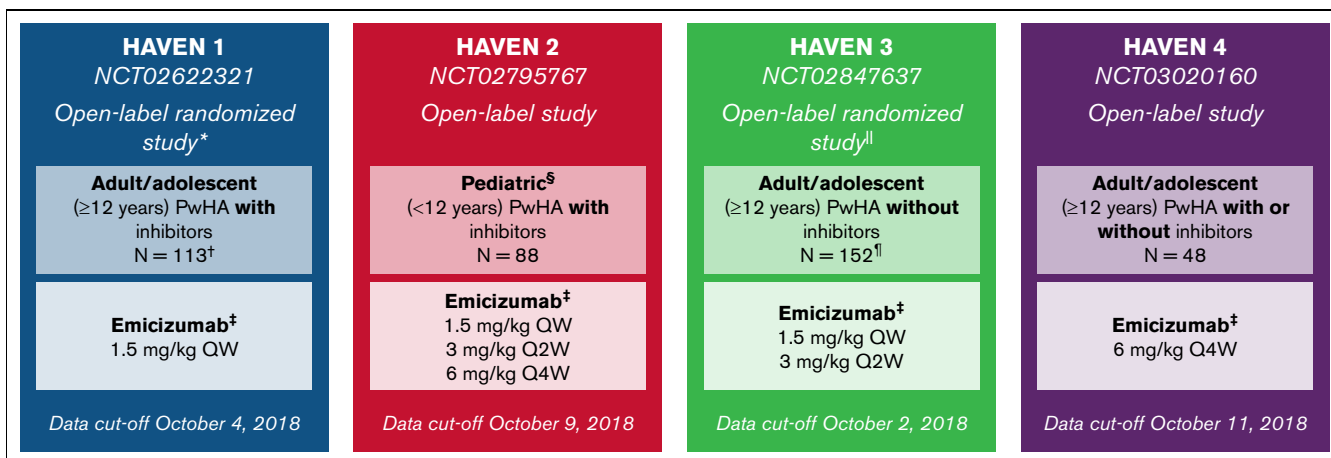 HAVEN 1
NCT02622321
Open-label randomized
study*
Adult/adolescent
(≥12 years) PwHA with
inhibitors
N = 113†
Emicizumab‡
1.5 mg/kg QW
Data cut-off October 4, 2018
HAVEN 2
NCT02795767
Open-label study
Pediatric§
(<12 years) PwHA with
inhibitors
N = 88
Emicizumab‡
1.5 mg/kg QW
3 mg/kg Q2W
6 mg/kg Q4W
Data cut-off October 9, 2018
HAVEN 3
NCT02847637
Open-label randomized
study||
Adult/adolescent
(≥12 years) PwHA without
inhibitors
N = 152¶
Emicizumab‡
1.5 mg/kg QW
3 mg/kg Q2W
Data cut-off October 2, 2018
HAVEN 4
NCT03020160
Open-label study
Adult/adolescent
(≥12 years) PwHA with or
without inhibitors
N = 48
Emicizumab‡
6 mg/kg Q4W
Data cut-off October 11, 2018